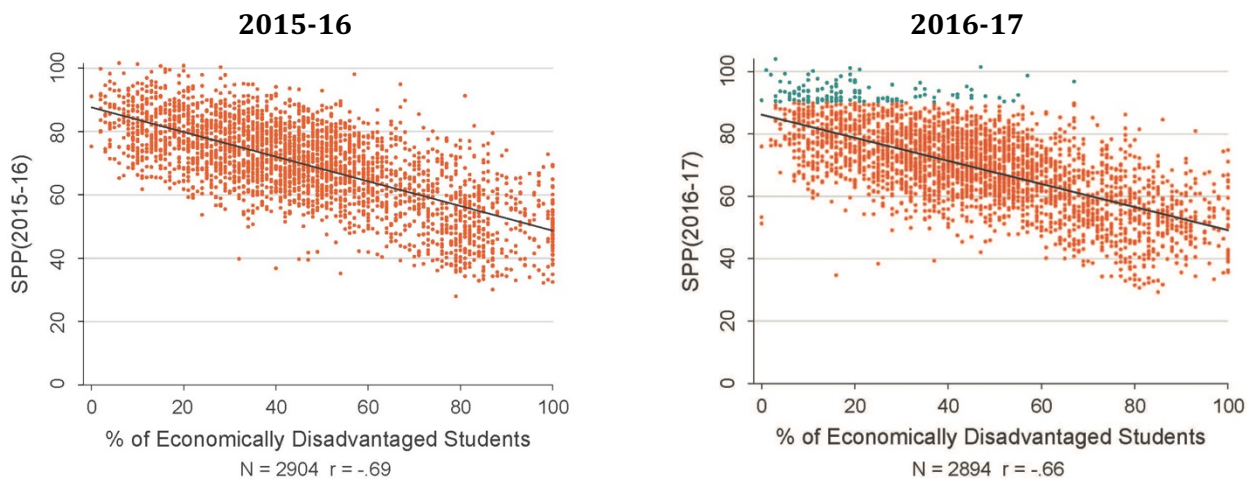 2015-16
100
80
60
40
20
0
SPP(2015-16)
0 20 40 60 80 100
% of Economically Disadvantaged Students
N = 2904 r = -.69
2016-17
100
80
60
40
20
0
SPP(2016-17)
0 20 40 60 80 100
% of Economically Disadvantaged Students
N = 2894 r = -.66